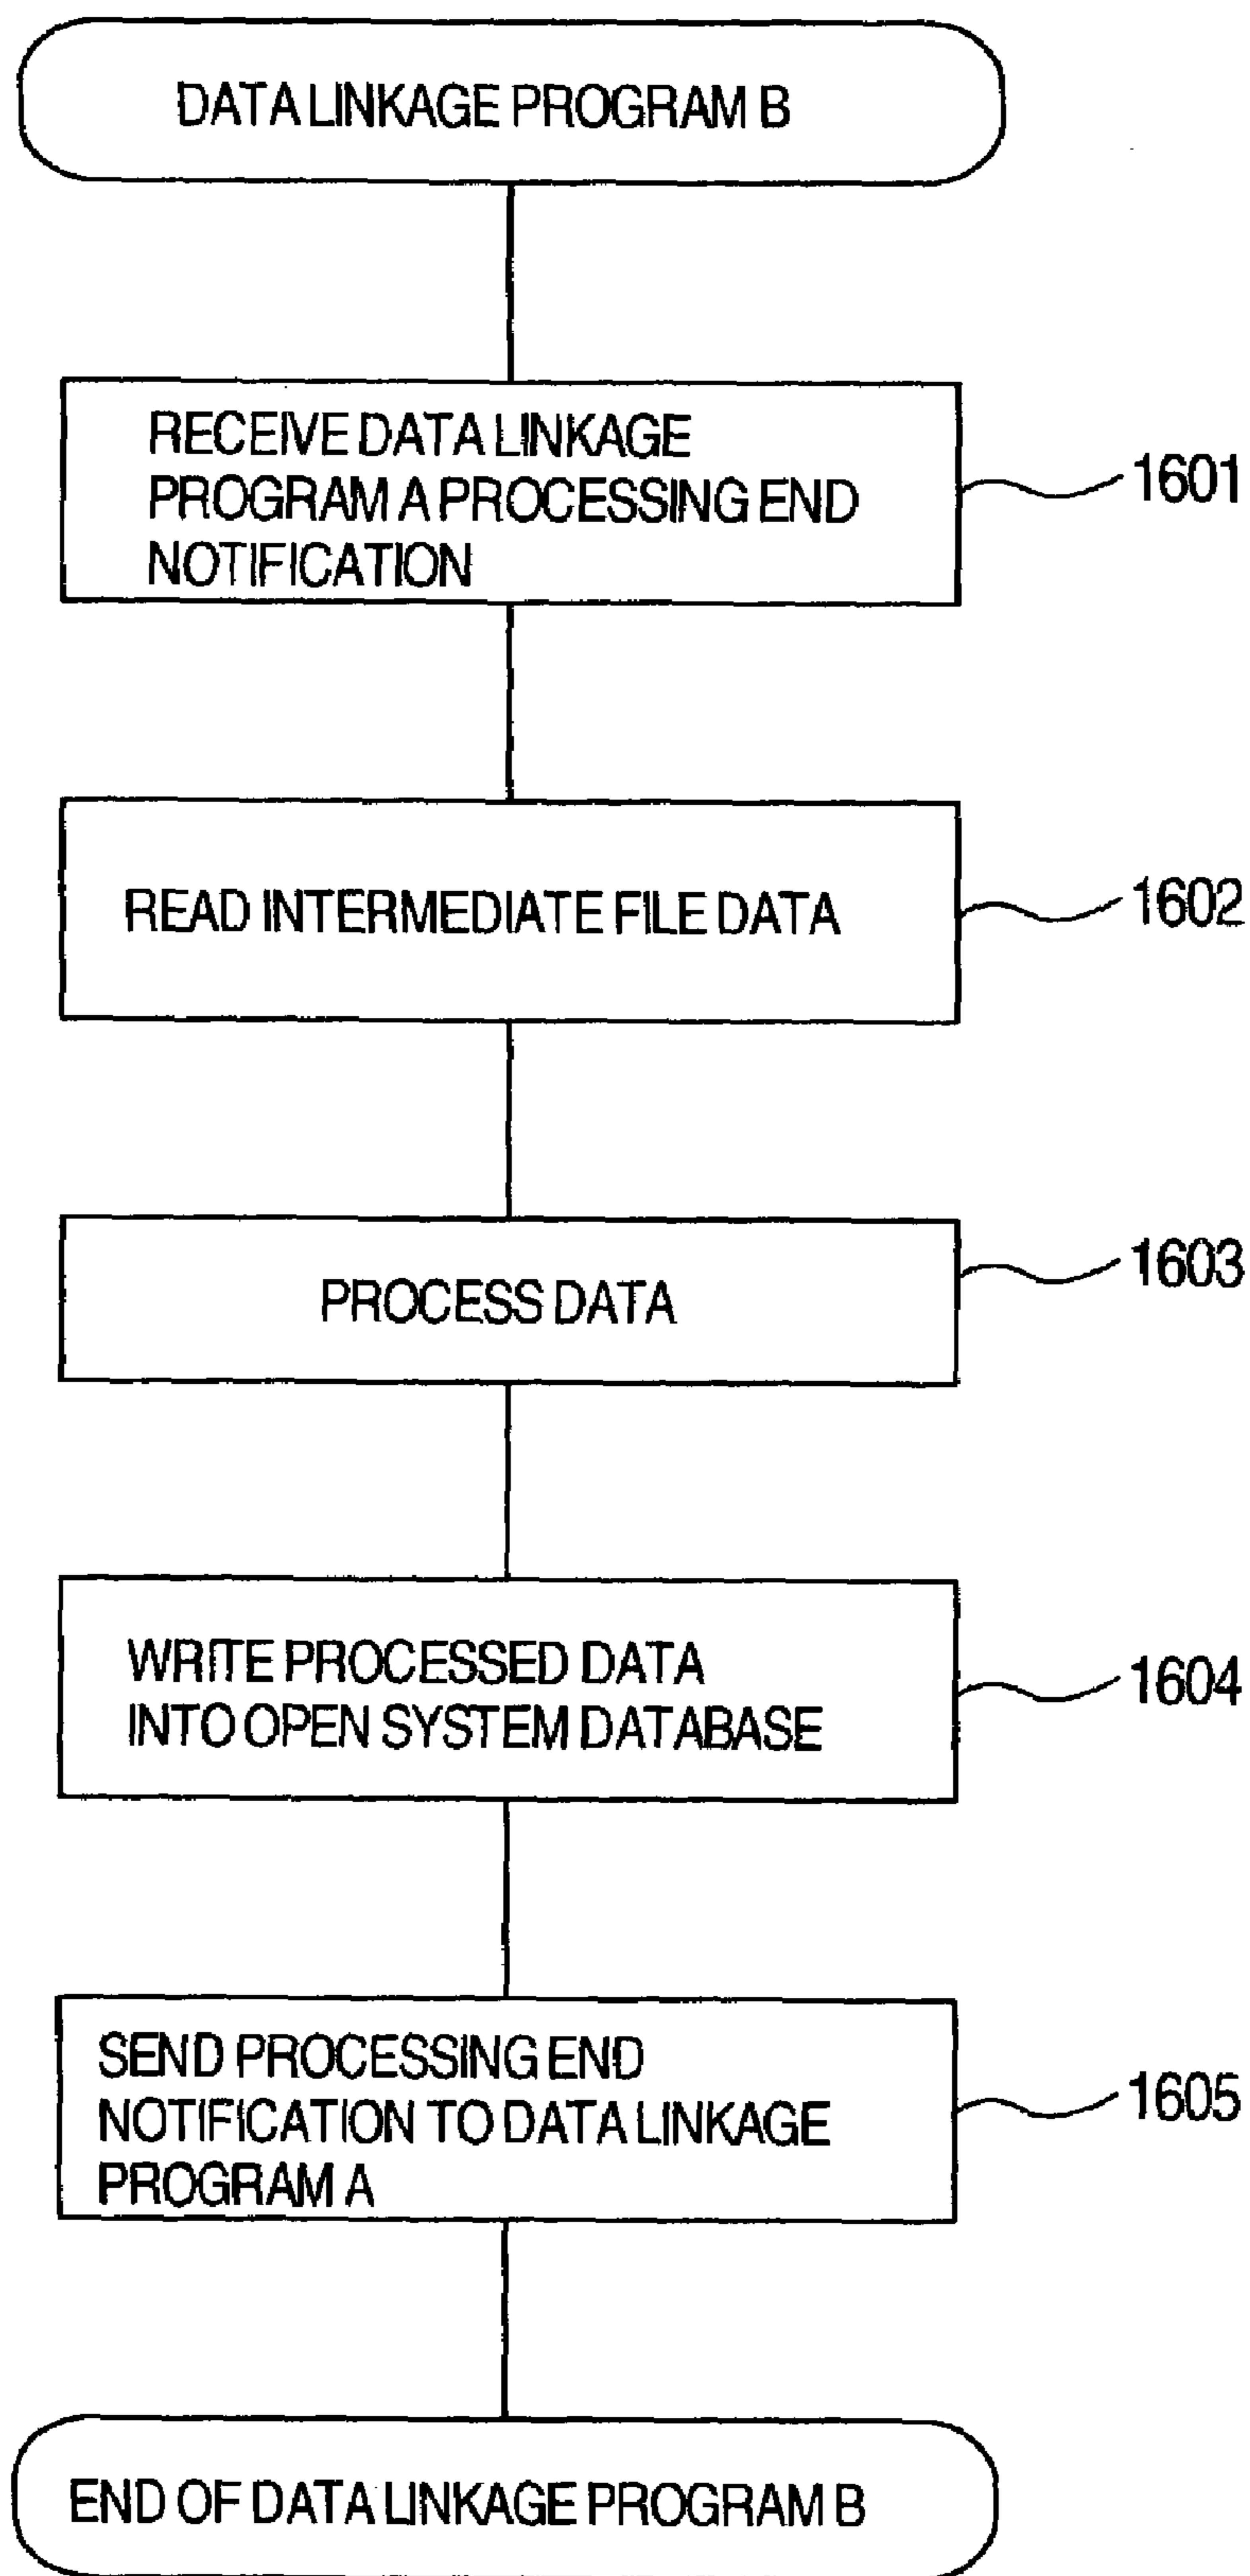 DATA LINKAGE PROGRAM B
RECEIVE DATA LINKAGE
PROGRAM A PROCESSING END
NOTIFICATION
1601
READ INTERMEDIATE FILE DATA
1602
PROCESS DATA
1603
WRITE PROCESSED DATA
INTO OPEN SYSTEM DATABASE
1604
SEND PROCESSING END
NOTIFICATION TO DATA LINKAGE
PROGRAM A
1605
END OF DATA LINKAGE PROGRAM B